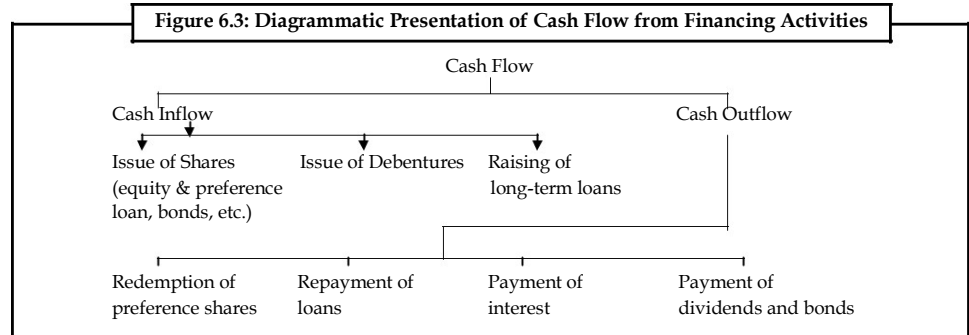 Figure 6.3: Diagrammatic Presentation of Cash Flow from Financing Activities
Cash Flow
Cash Inflow
Cash Outflow
Issue of Shares
(equity & preference
loan, bonds, etc.)
Issue of Debentures
Raising of
long-term loans
Redemption of
preference shares
Repayment of
loans
Payment of
interest
Payment of
dividends and bonds